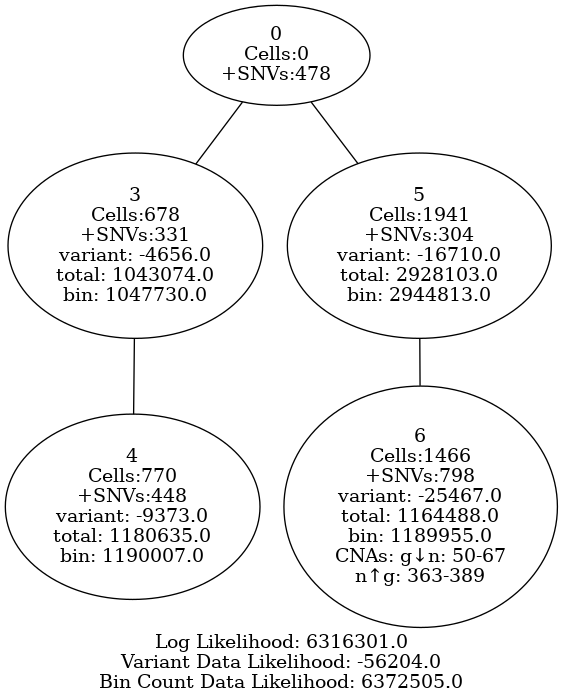 0
Cells:0
+SNVs:478
3
Cells:678
+SNVs:331
variant: -4656.0
total: 1043074.0
bin: 1047730.0
5
Cells:1941
+SNVs:304
variant: -16710.0
total: 2928103.0
bin: 2944813.0
4
Cells:770
+SNVs:448
variant: -9373.0
total: 1180635.0
bin: 1190007.0
6
Cells:1466
+SNVs:798
variant: -25467.0
total: 1164488.0
bin: 1189955.0
CNAs: g↓n: 50-67
n↑g: 363-389
Log Likelihood: 6316301.0
Variant Data Likelihood: -56204.0
Bin Count Data Likelihood: 6372505.0